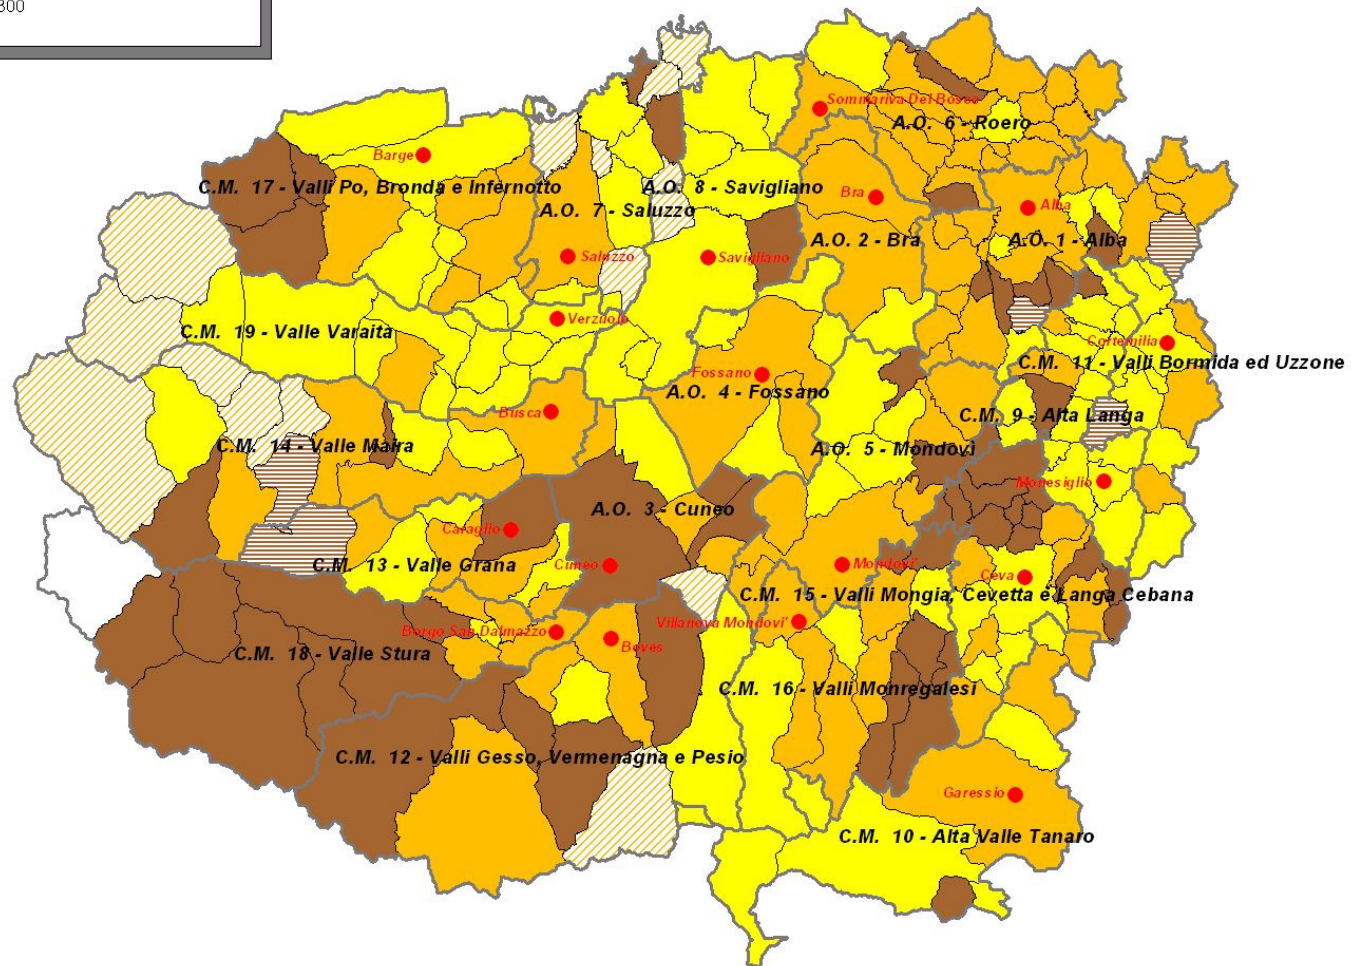 300
Sommariva Del Bosco
A.O. 6 - Roero
Barge
C.M. 17 - Valli Po, Bronda e Infernotto
A.O. 8 - Savigliano
Bra
Alba
A.O. 7 - Saluzzo
A.O. 2 - Bra
A.O. 1 - Alba
Saluzzo
Savigliano
Verzuolo
C.M. 19 - Valle Varaita
Cortemilia
C.M. 11 - Valli Bormida ed Uzzone
Fossano
A.O. 4 - Fossano
Busca
C.M. 9 - Alta Langa
C.M. 14 - Valle Maira
A.O. 5 - Mondovì
Monesiglio
A.O. 3 - Cuneo
Caraglio
C.M. 13 - Valle Grana
Cuneo
Mondovi'
Ceva
C.M. 15 - Valli Mongia, Cevetta e Langa Cebana
Villanova Mondovi'
Borgo San Dalmazzo
Boves
C.M. 18 - Valle Stura
C.M. 16 - Valli Monregalesi
C.M. 12 - Valli Gesso, Vermenagna e Pesio
Garessio
C.M. 10 - Alta Valle Tanaro